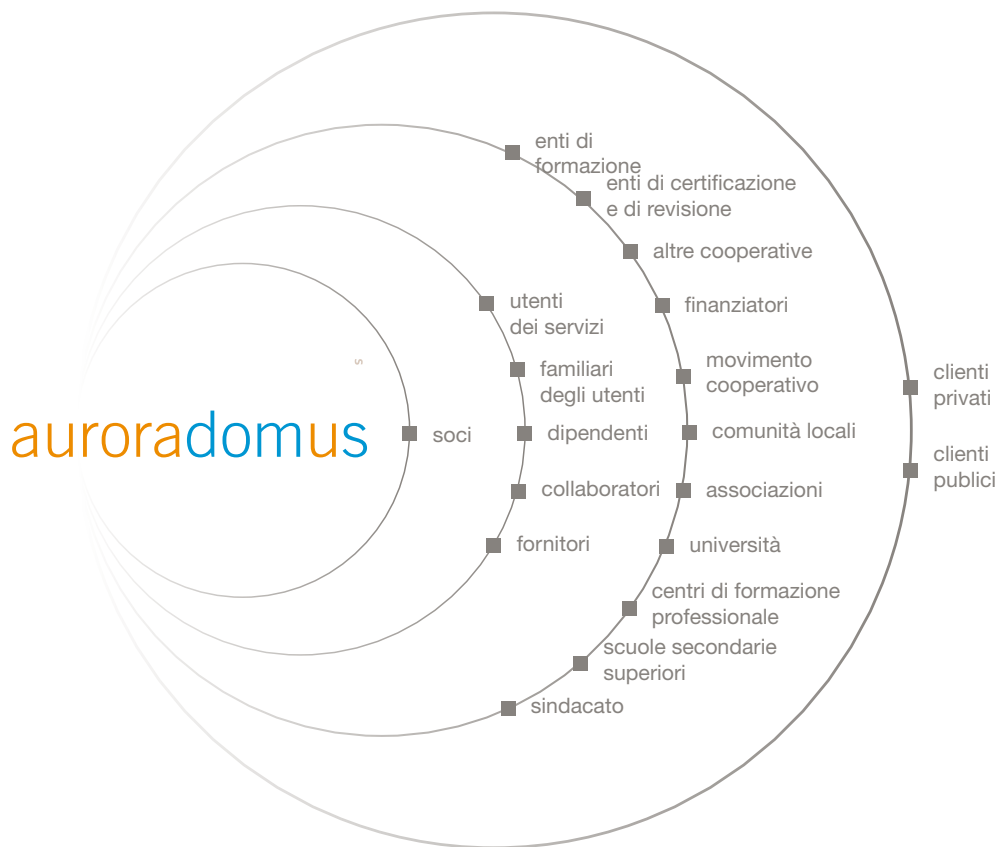 enti di
formazione
enti di certificazione
e di revisione
altre cooperative
finanziatori
utenti
dei servizi
familiari
degli utenti
movimento
cooperativo
clienti
privati
s
auroradomus
soci
dipendenti
comunità locali
clienti
publici
collaboratori
associazioni
fornitori
università
centri di formazione
professionale
scuole secondarie
superiori
sindacato